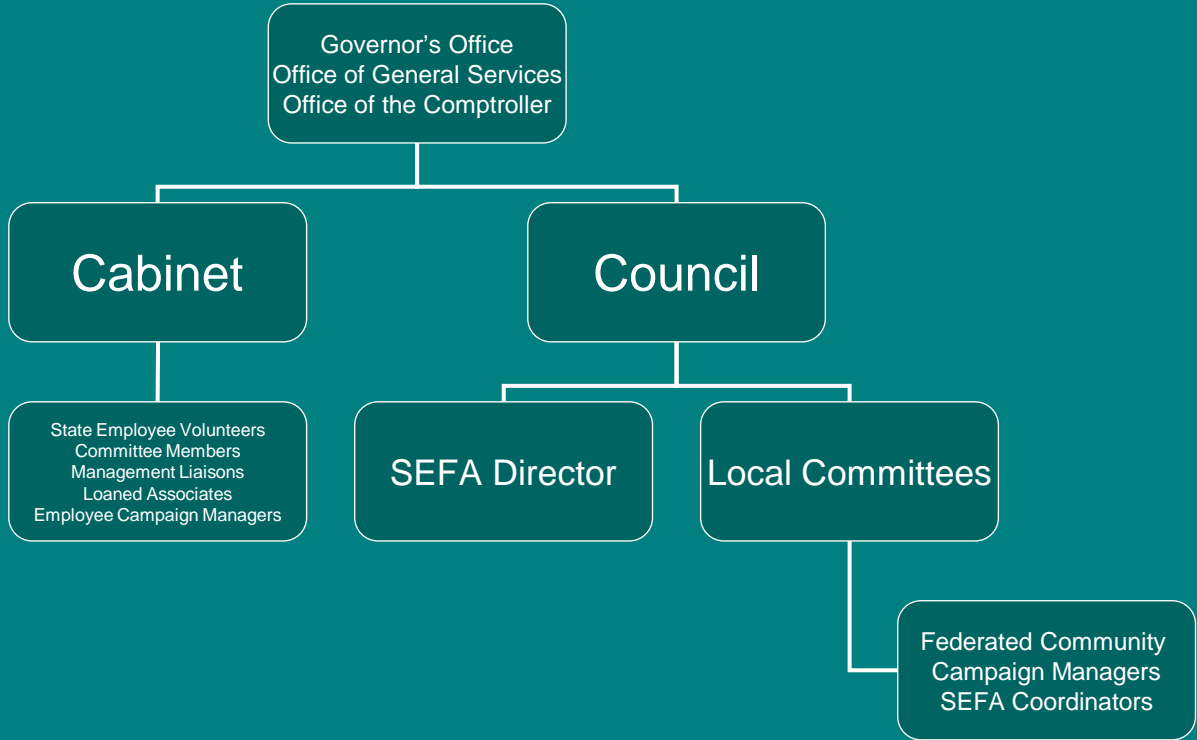 Governor’s Office
Office of General Services
Office of the Comptroller
Cabinet
Council
State Employee Volunteers
Committee Members
Management Liaisons
Loaned Associates
Employee Campaign Managers
SEFA Director
Local Committees
Federated Community
Campaign Managers
SEFA Coordinators